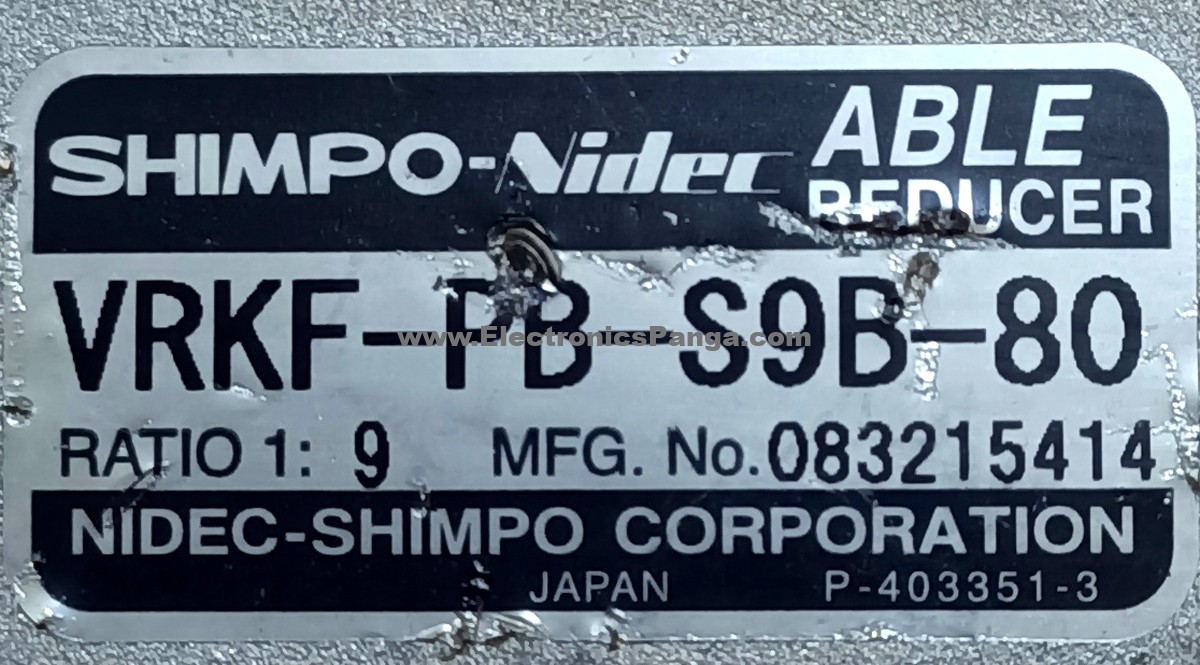 SHIMPO-Nidec ABLE
REDUCER
VRKF-PB-S9B-80
www.ElectronicsPanga.com
RATIO 1: 9 MFG. No. 083215414
NIDEC-SHIMPO CORPORATION
JAPAN P-403351-3